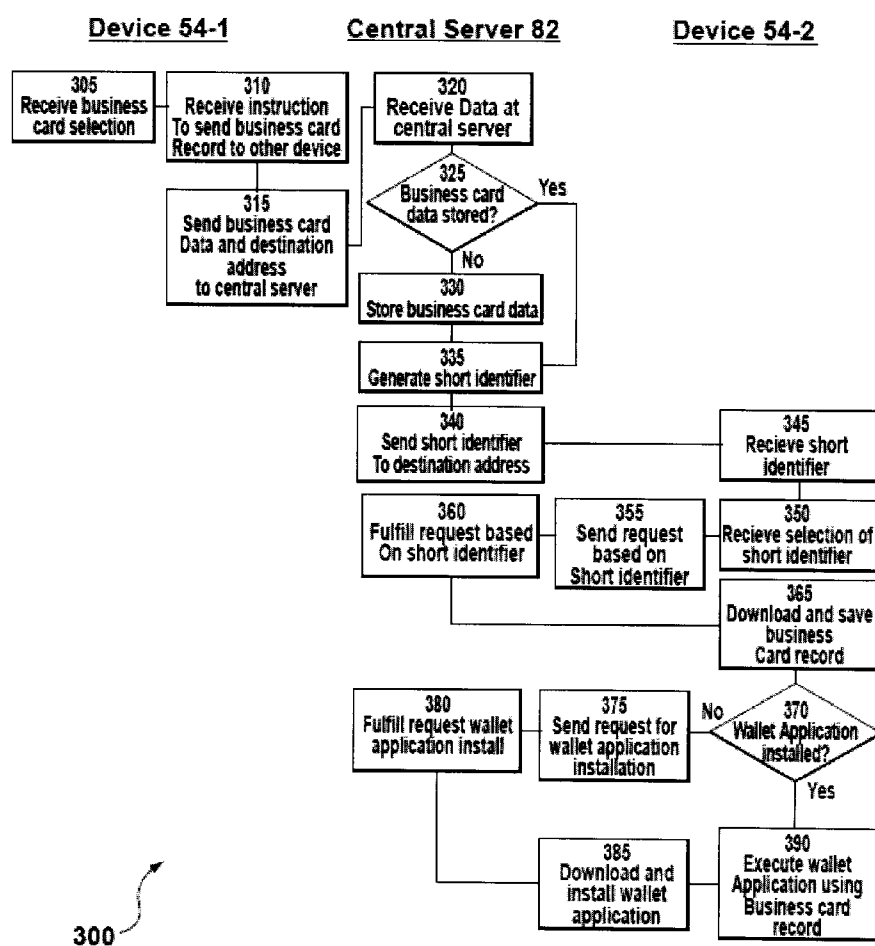 Device 54-1
Central Server 82
Device 54-2
305
Receive business
card selection
310
Receive instruction
To send business card
Record to other device
315
Send business card
Data and destination
address
to central server
320
Receive Data at
central server
325
Business card
data stored?
Yes
No
330
Store business card data
335
Generate short identifier
340
Send short identifier
To destination address
345
Recieve short
identifier
350
Recieve selection of
short identifier
355
Send request
based on
Short identifier
360
Fulfill request based
On short identifier
365
Download and save
business
Card record
370
Wallet Application
installed?
No
Yes
375
Send request for
wallet application
installation
380
Fulfill request wallet
application install
385
Download and
install wallet
application
390
Execute wallet
Application using
Business card
record
300